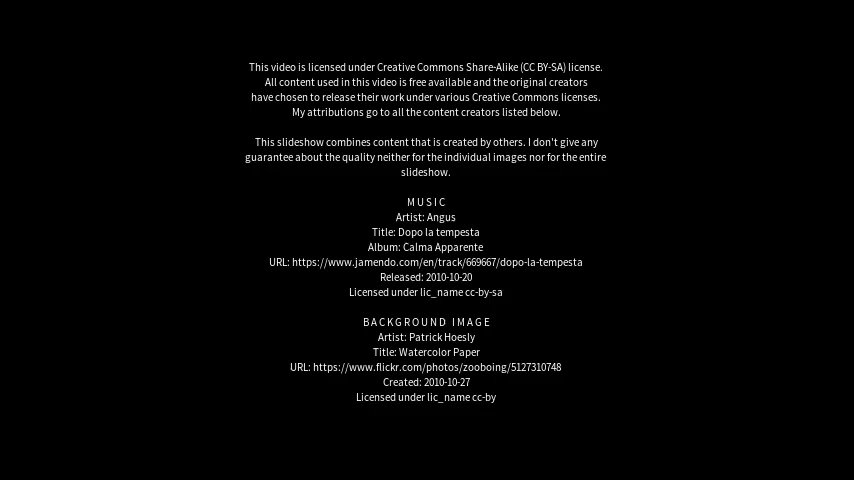 This video is licensed under Creative Commons Share-Alike (CC BY-SA) license.
All content used in this video is free available and the original creators
have chosen to release their work under various Creative Commons licenses.
My attributions go to all the content creators listed below.
This slideshow combines content that is created by others. I don't give any
guarantee about the quality neither for the individual images nor for the entire
slideshow.
MUSIC
Artist: Angus
Title: Dopo la tempesta
Album: Calma Apparente
URL: https://www.jamendo.com/en/track/669667/dopo-la-tempesta
Released: 2010-10-20
Licensed under lic_name cc-by-sa
BACKGROUND IMAGE
Artist: Patrick Hoesly
Title: Watercolor Paper
URL: https://www.flickr.com/photos/zooboing/5127310748
Created: 2010-10-27
Licensed under lic_name cc-by